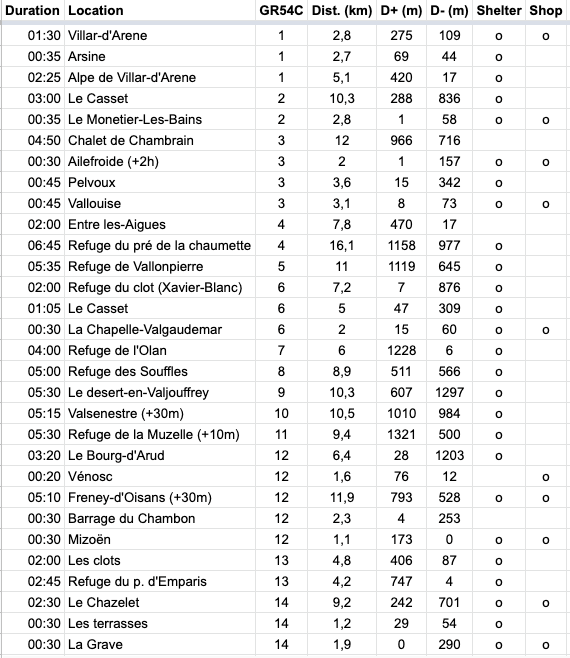 Duration Location GR54C Dist. (km) D+ (m) D- (m) Shelter Shop
01:30 Villar-d'Arene 1 2,8 275 109 o o
00:35 Arsine 1 2,7 69 44 o
02:25 Alpe de Villar-d'Arene 1 5,1 420 17 o
03:00 Le Casset 2 10,3 288 836 o
00:35 Le Monetier-Les-Bains 2 2,8 1 58 o o
04:50 Chalet de Chambrain 3 12 966 716
00:30 Ailefroide (+2h) 3 2 1 157 o o
00:45 Pelvoux 3 3,6 15 342 o
00:45 Vallouise 3 3,1 8 73 o o
02:00 Entre les-Aigues 4 7,8 470 17
06:45 Refuge du pré de la chaumette 4 16,1 1158 977 o
05:35 Refuge de Vallonpierre 5 11 1119 645 o
02:00 Refuge du clot (Xavier-Blanc) 6 7,2 7 876 o
01:05 Le Casset 6 5 47 309 o
00:30 La Chapelle-Valgaudemar 6 2 15 60 o o
04:00 Refuge de l'Olan 7 6 1228 6 o
05:00 Refuge des Souffles 8 8,9 511 566 o
05:30 Le desert-en-Valjouffrey 9 10,3 607 1297 o
05:15 Valsenestre (+30m) 10 10,5 1010 984 o
05:30 Refuge de la Muzelle (+10m) 11 9,4 1321 500 o
03:20 Le Bourg-d'Arud 12 6,4 28 1203 o
00:20 Vénosc 12 1,6 76 12 o
05:10 Freney-d'Oisans (+30m) 12 11,9 793 528 o o
00:30 Barrage du Chambon 12 2,3 4 253
00:30 Mizoën 12 1,1 173 0 o o
02:00 Les clots 13 4,8 406 87 o
02:45 Refuge du p. d'Emparis 13 4,2 747 4 o
02:30 Le Chazelet 14 9,2 242 701 o o
00:30 Les terrasses 14 1,2 29 54 o
00:30 La Grave 14 1,9 0 290 o o